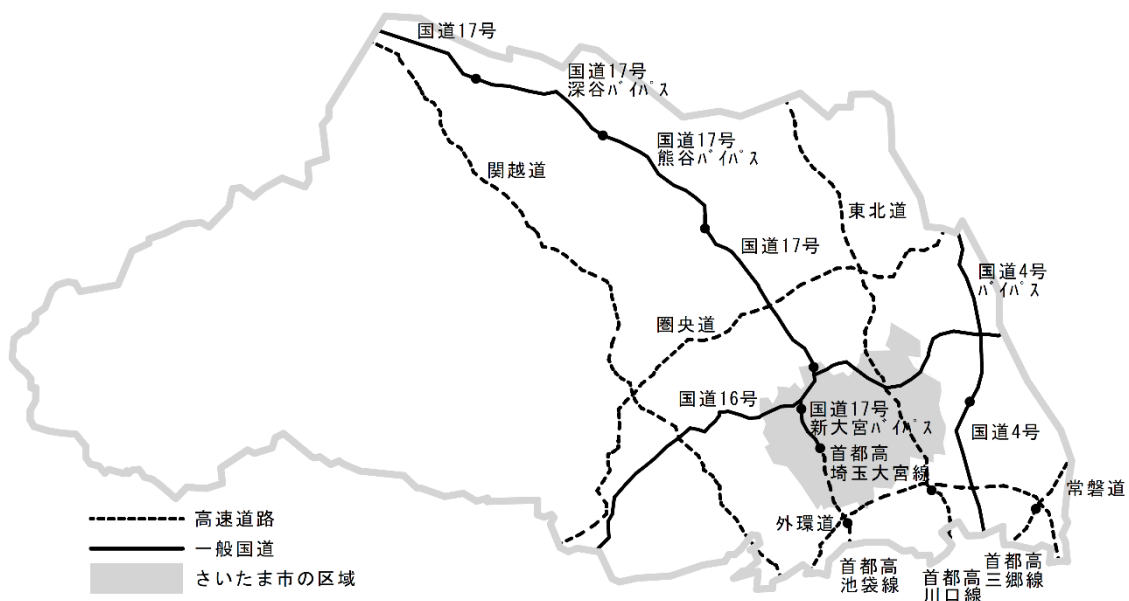 国道17号
国道17号
深谷ﾊﾞｲﾊﾟｽ
国道17号
熊谷ﾊﾞｲﾊﾟｽ
関越道
東北道
国道17号
国道4号
ﾊﾞｲﾊﾟｽ
圏央道
国道16号
国道17号
新大宮ﾊﾞｲﾊﾟｽ
国道4号
首都高
埼玉大宮線
常磐道
外環道
首都高
池袋線
首都高
川口線
首都高
三郷線
高速道路
一般国道
さいたま市の区域